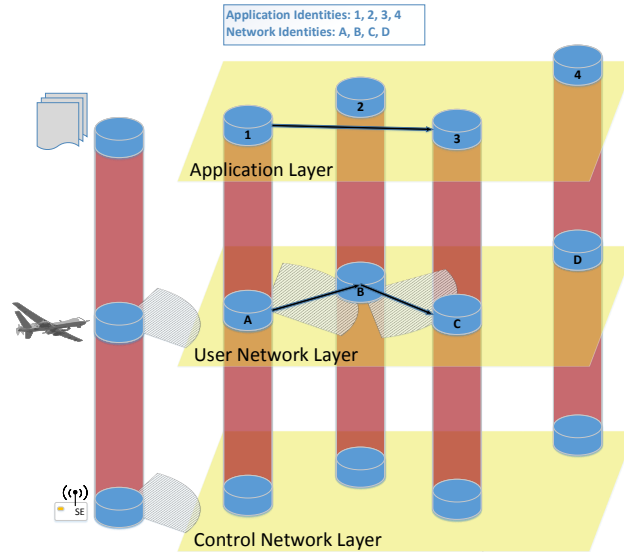 Application Identities: 1, 2, 3, 4
Network Identities: A, B, C, D
4
2
1
3
Application Layer
D
B
A
C
User Network Layer
SE
Control Network Layer